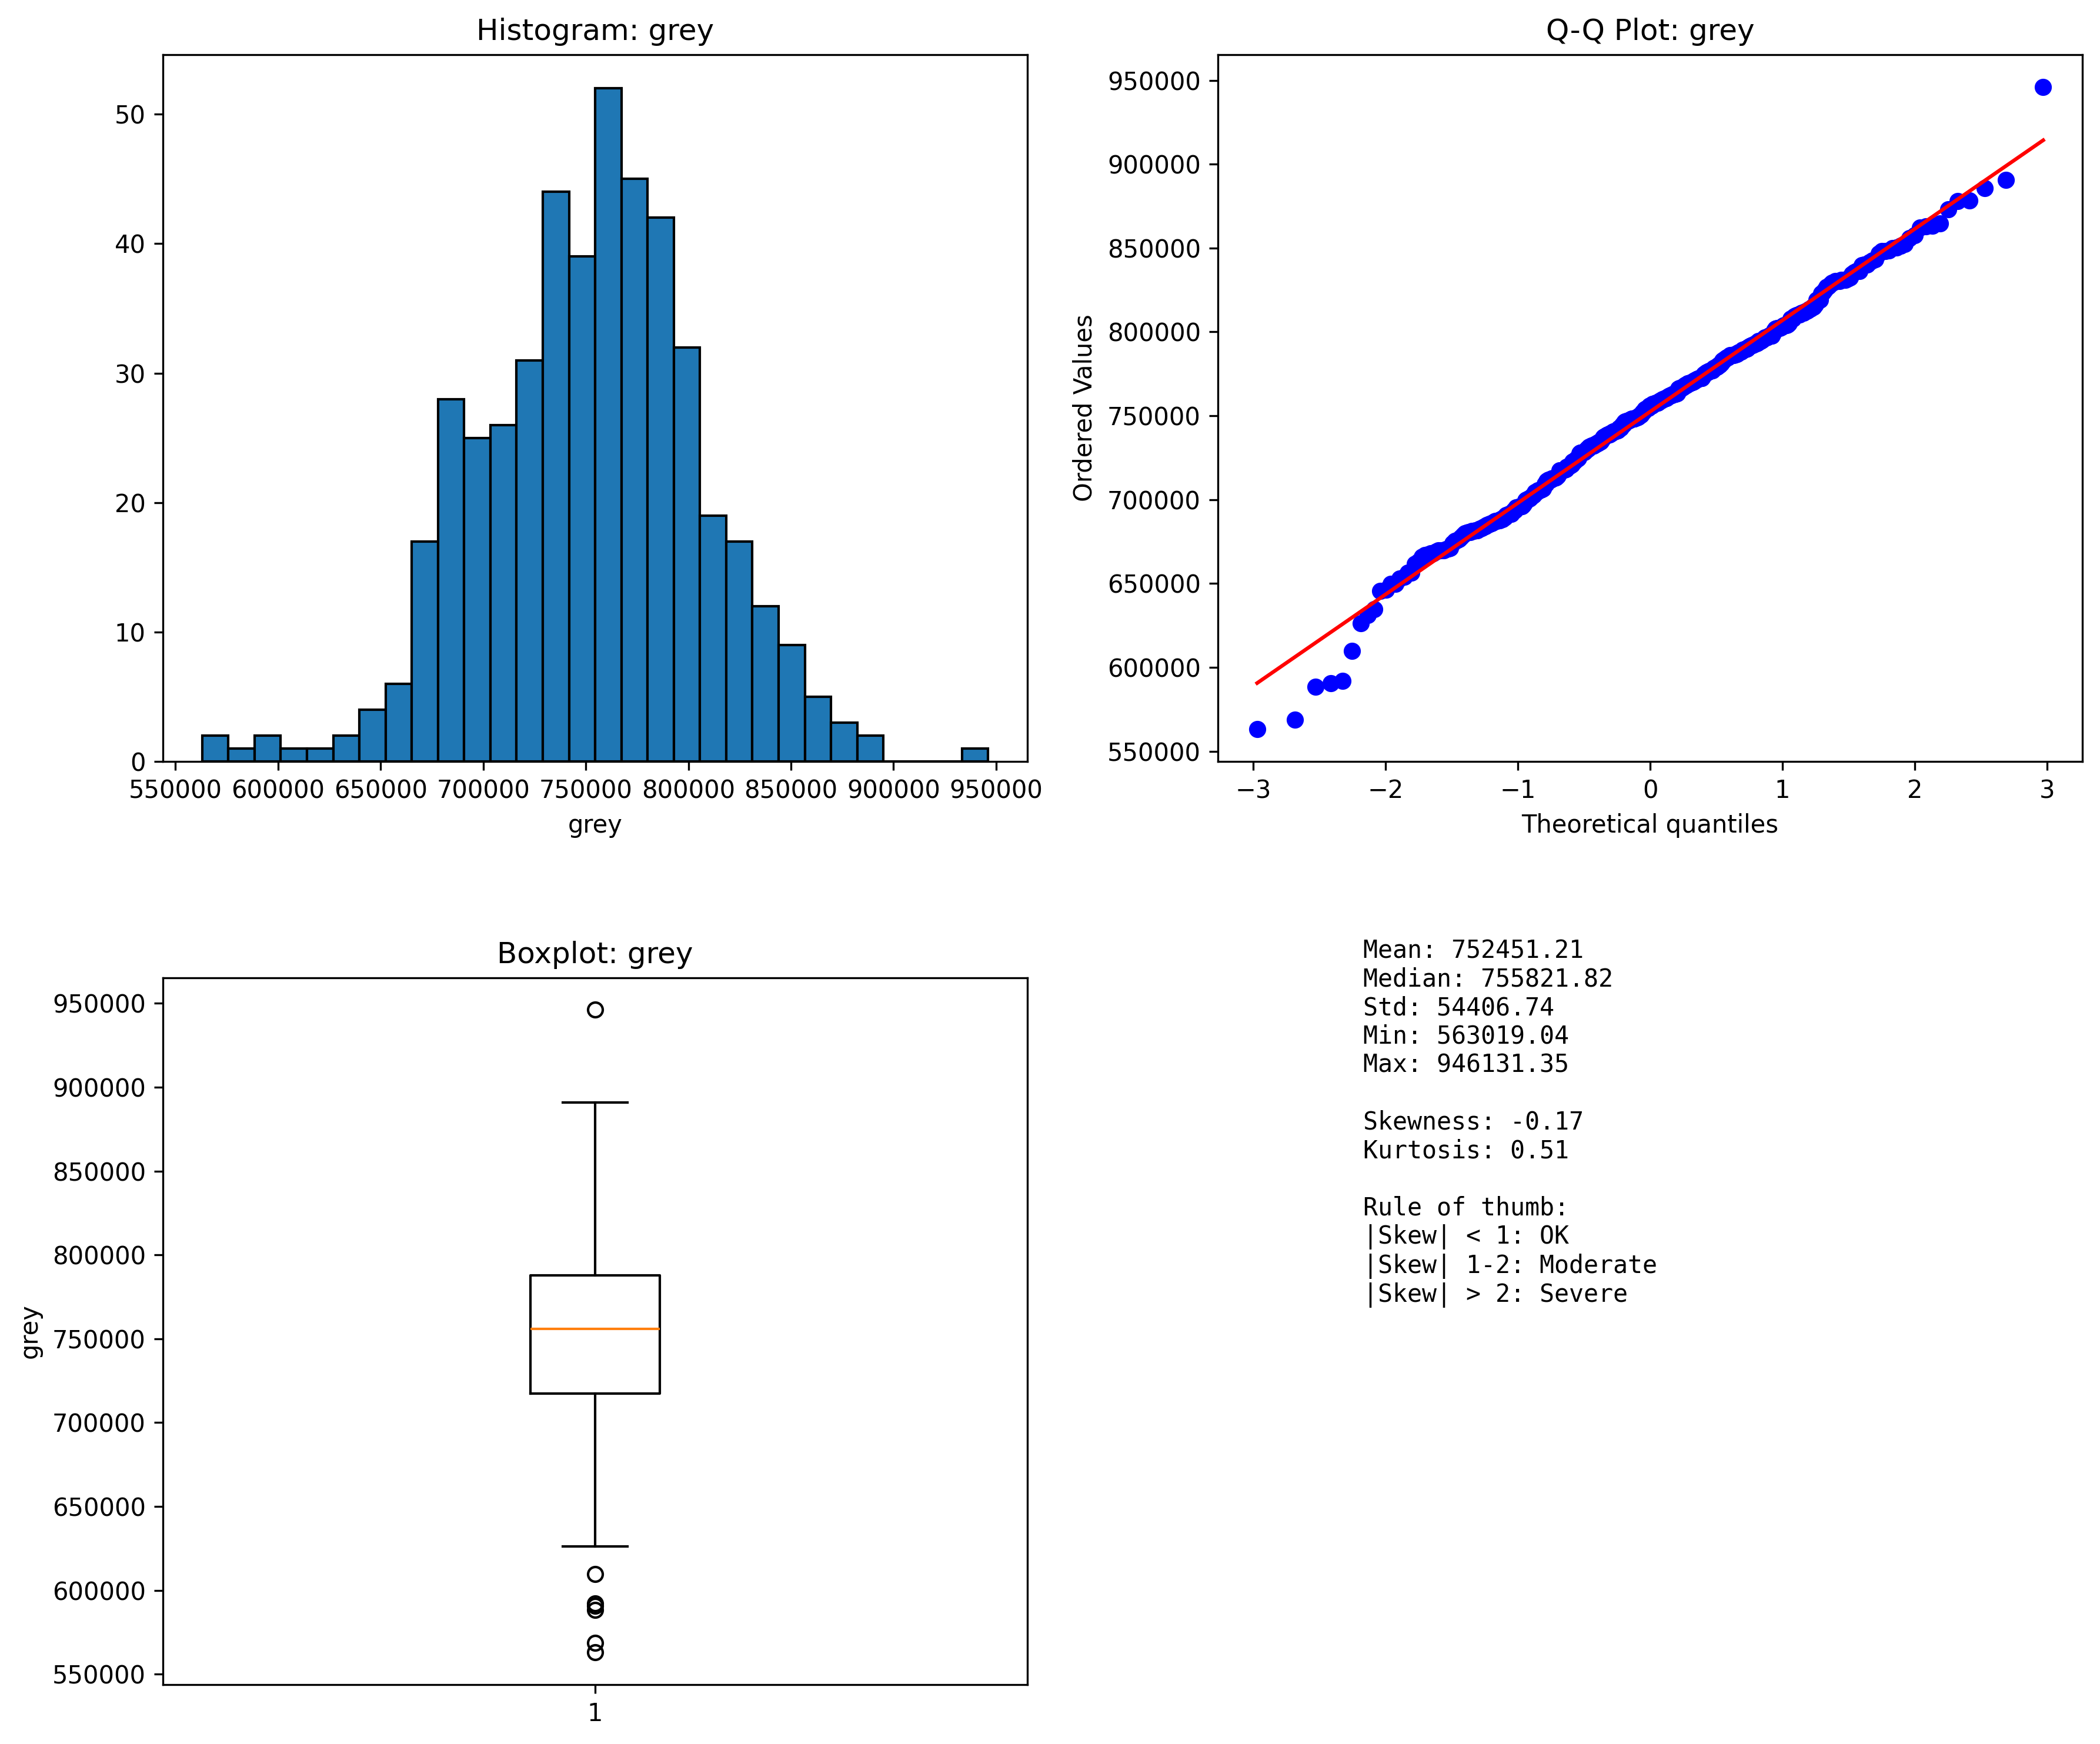 Histogram: grey
50
40
30
20
10
0
550000 600000 650000 700000 750000 800000 850000 900000 950000
grey
Q-Q Plot: grey
950000
900000
850000
800000
750000
700000
650000
600000
550000
Ordered Values
−3 −2 −1 0 1 2 3
Theoretical quantiles
Boxplot: grey
950000
900000
850000
800000
750000
700000
650000
600000
550000
grey
1
Mean: 752451.21
Median: 755821.82
Std: 54406.74
Min: 563019.04
Max: 946131.35
Skewness: -0.17
Kurtosis: 0.51
Rule of thumb:
|Skew| < 1: OK
|Skew| 1-2: Moderate
|Skew| > 2: Severe